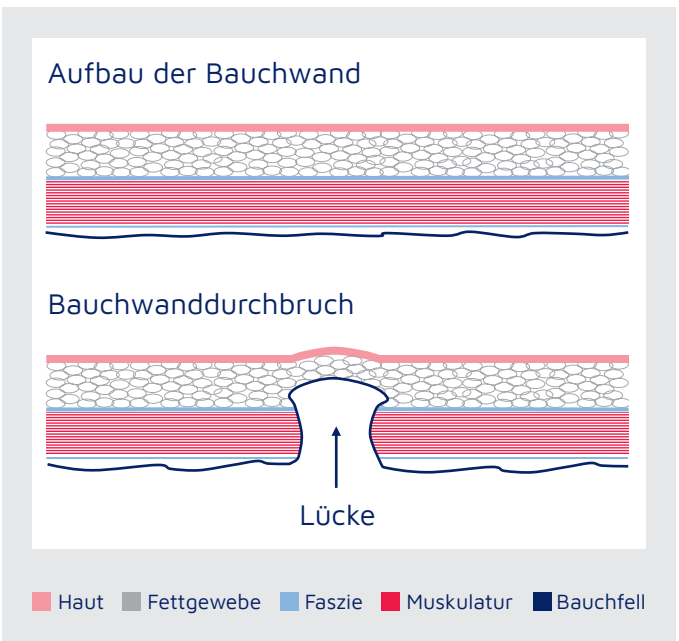 Aufbau der Bauchwand
Bauchwanddurchbruch
Lücke
Haut Fettgewebe Faszie Muskulatur Bauchfell